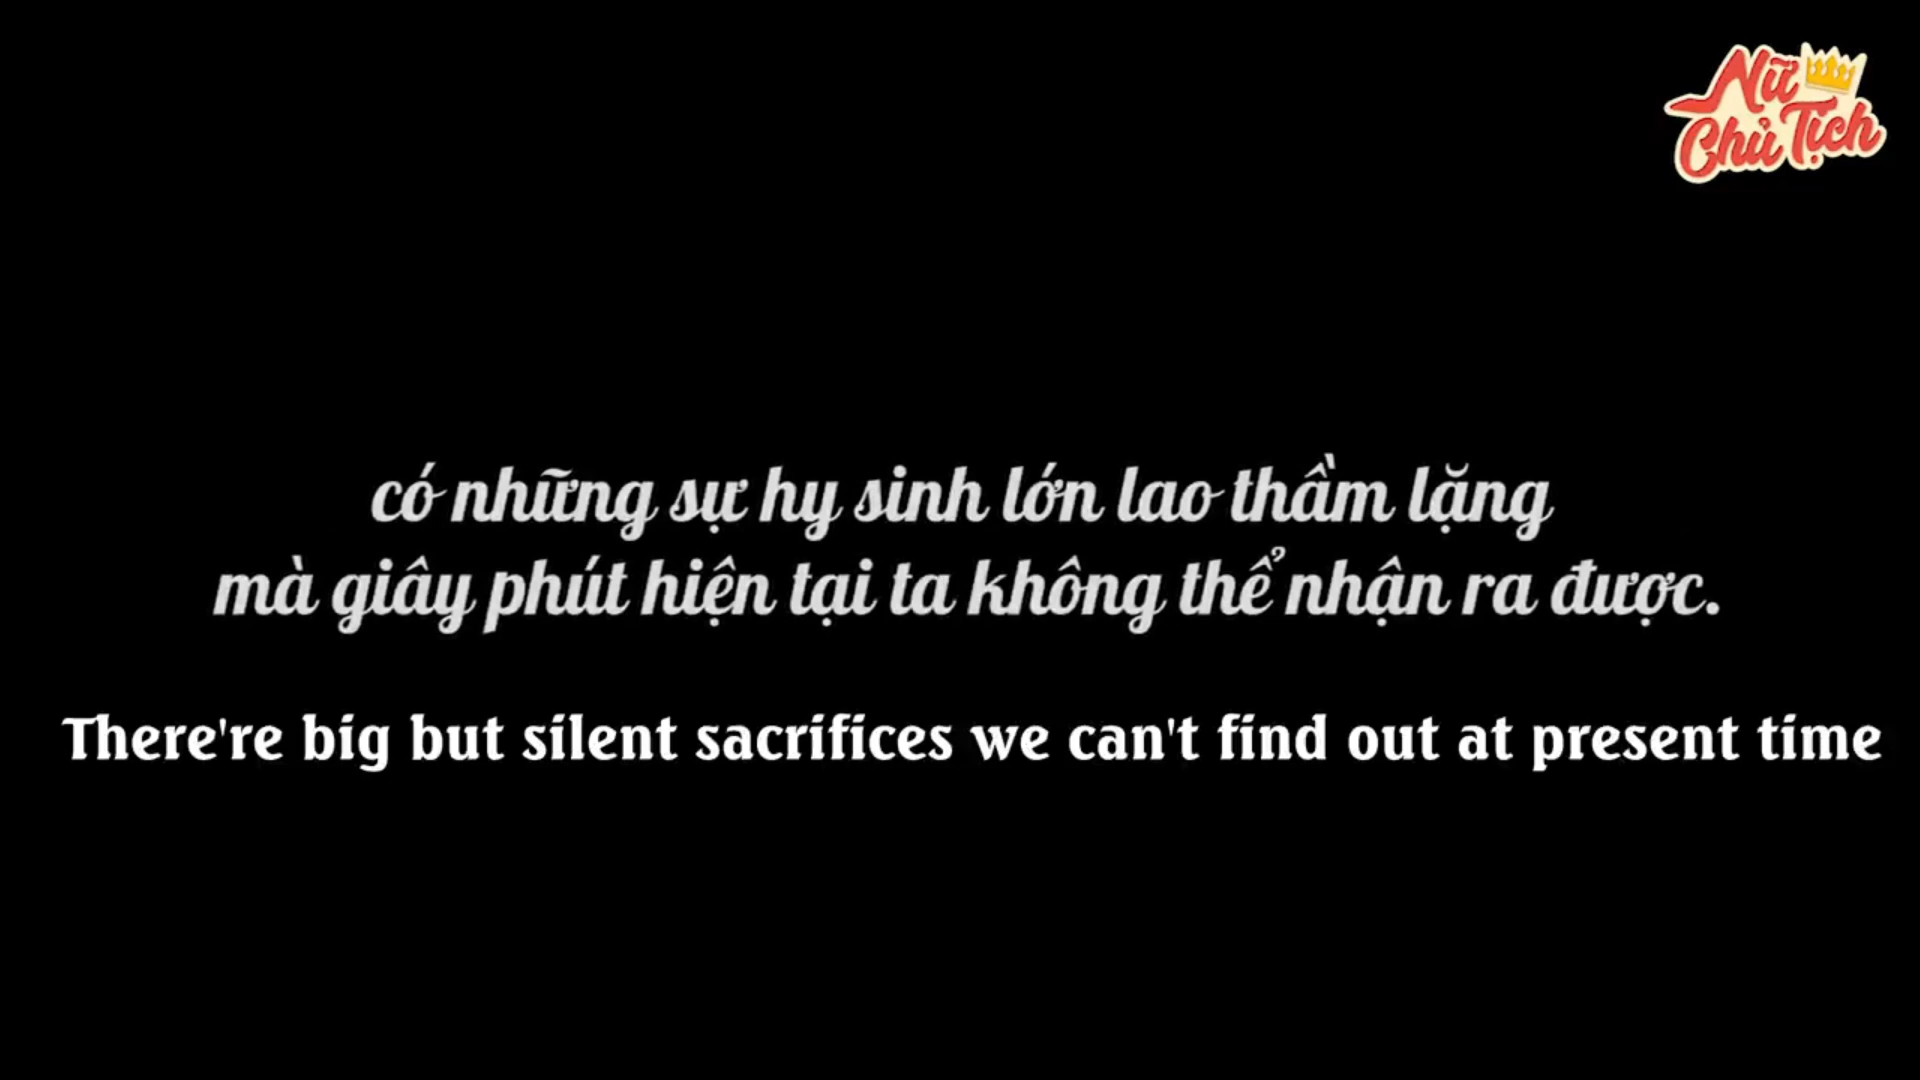 Nữ
Chủ Tịch
có những sự hy sinh lớn lao thầm lặng
mà giây phút hiện tại ta không thể nhận ra được.
There're big but silent sacrifices we can't find out at present time